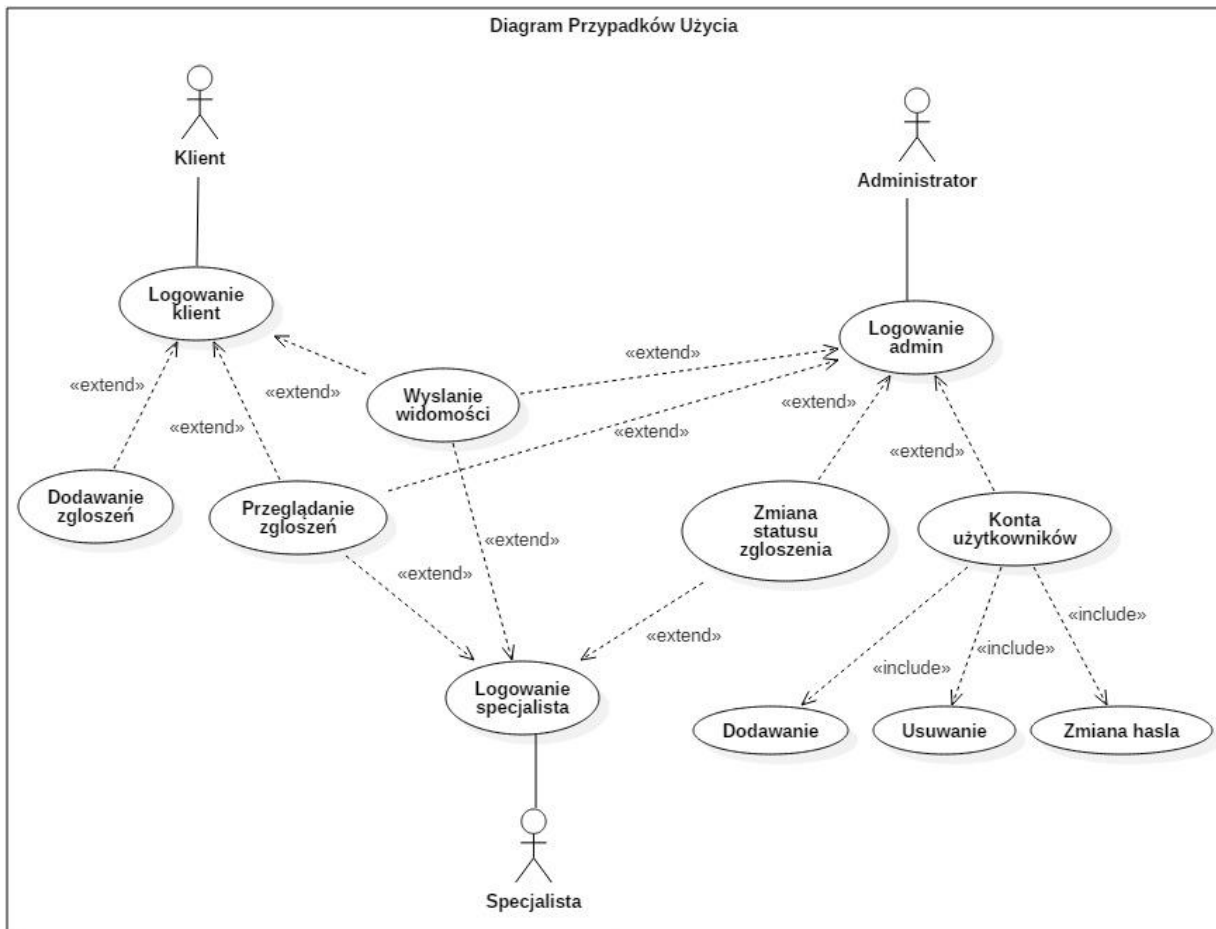 Diagram Przypadków Użycia
Klient
Administrator
Logowanie
klient
Logowanie
admin
«extend»
«extend»
«extend»
Wyslanie
widomości
«extend»
«extend»
«extend»
«extend»
«extend»
Dodawanie
zgloszeń
Przeglądanie
zgloszeń
Zmiana
statusu
zgloszenia
Konta
użytkowników
«extend»
«extend»
«extend»
«include»
«include»
«include»
Logowanie
specjalista
Dodawanie
Usuwanie
Zmiana hasla
Specjalista